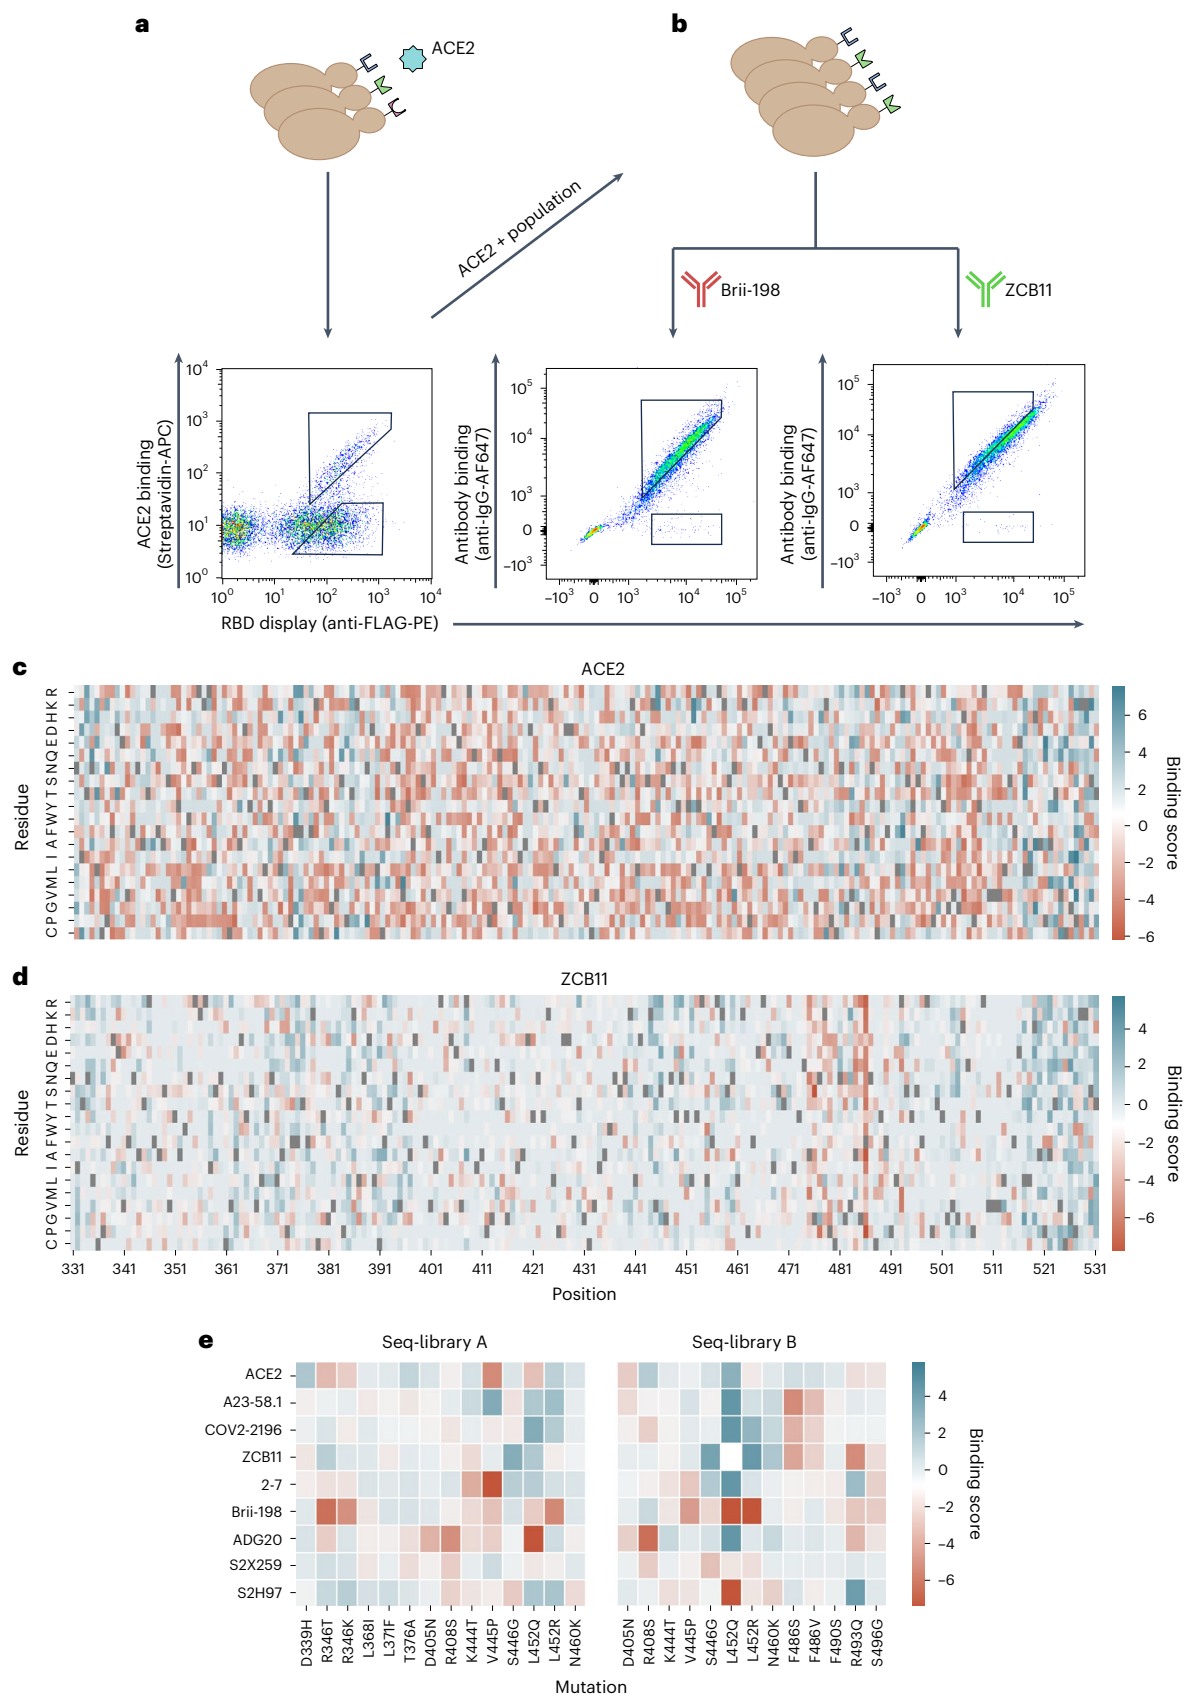 a
b
ACE2
ACE2 + population
Brii-198
ZCB11
ACE2 binding
(Streptavidin-APC)
10⁴
10³
10²
10¹
10⁰
10⁰ 10¹ 10² 10³ 10⁴
Antibody binding
(anti-IgG-AF647)
10⁵
10⁴
10³
0
−10³
−10³ 0 10³ 10⁴ 10⁵
Antibody binding
(anti-IgG-AF647)
10⁵
10⁴
10³
0
−10³
−10³ 0 10³ 10⁴ 10⁵
RBD display (anti-FLAG-PE)
c
ACE2
Residue
C P G V M L I A F W Y T S N Q E D H K R
6
4
2
0
−2
−4
−6
Binding score
d
ZCB11
Residue
C P G V M L I A F W Y T S N Q E D H K R
4
2
0
−2
−4
−6
Binding score
331 341 351 361 371 381 391 401 411 421 431 441 451 461 471 481 491 501 511 521 531
Position
e
Seq-library A
Seq-library B
ACE2
A23-58.1
COV2-2196
ZCB11
2-7
Brii-198
ADG20
S2X259
S2H97
D339H R346T R346K L368I L371F T376A D405N R408S K444T V445P S446G L452Q L452R N460K
D405N R408S K444T V445P S446G L452Q L452R N460K F486S F486V F490S R493Q S496G
4
2
0
−2
−4
−6
Binding score
Mutation